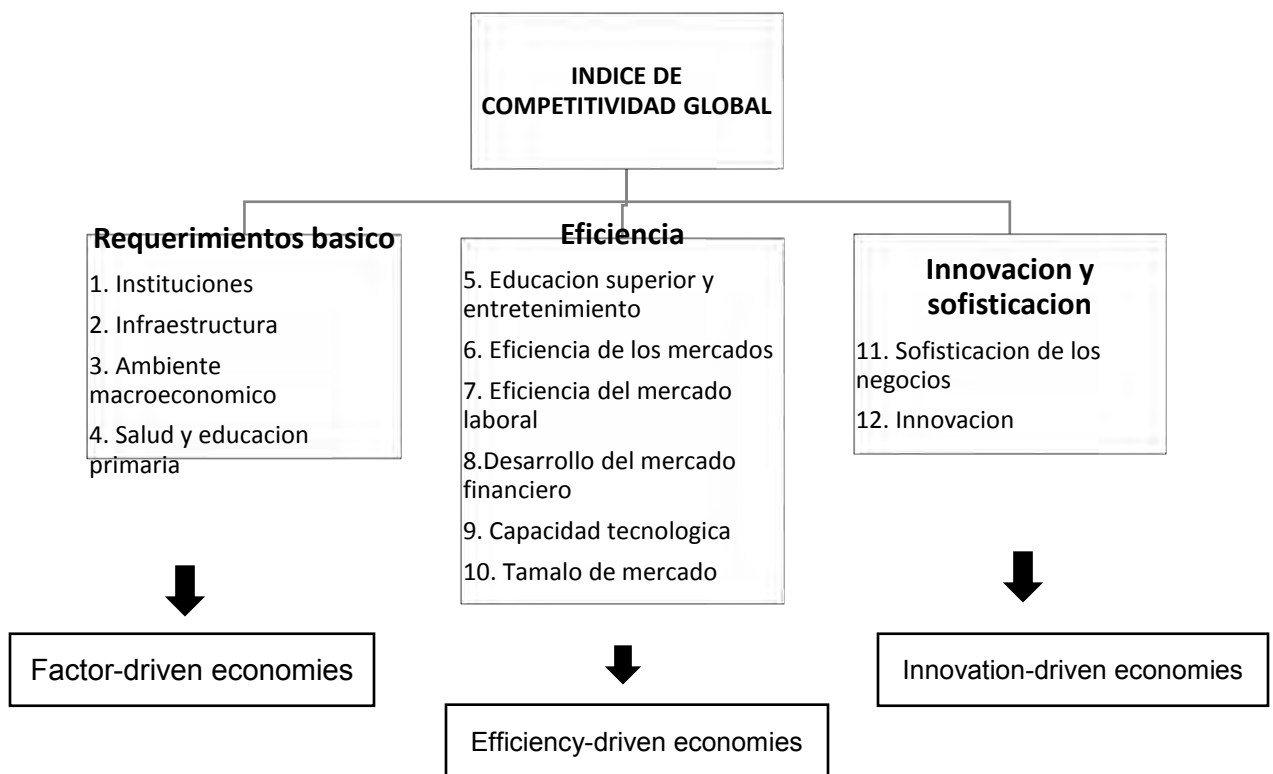 INDICE DE
COMPETITIVIDAD GLOBAL
Requerimientos basico
1. Instituciones
2. Infraestructura
3. Ambiente
macroeconomico
4. Salud y educacion
primaria
Eficiencia
5. Educacion superior y
entretenimiento
6. Eficiencia de los mercados
7. Eficiencia del mercado
laboral
8.Desarrollo del mercado
financiero
9. Capacidad tecnologica
10. Tamalo de mercado
Innovacion y
sofisticacion
11. Sofisticacion de los
negocios
12. Innovacion
Factor-driven economies
Efficiency-driven economies
Innovation-driven economies